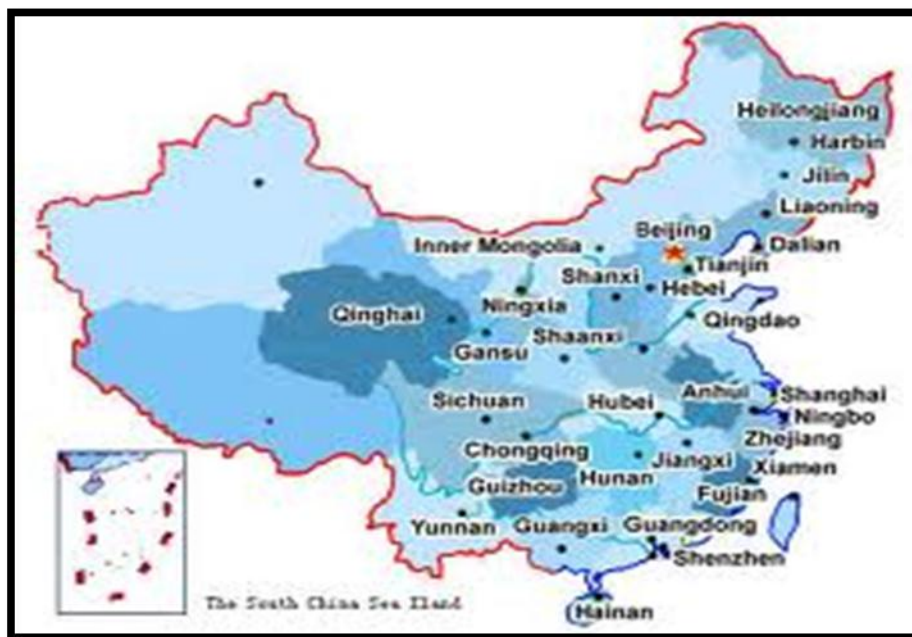 Heilongjiang
Harbin
Jilin
Liaoning
Beijing
Inner Mongolia
Dalian
Tianjin
Shanxi
Hebei
Ningxia
Qinghai
Qingdao
Shaanxi
Gansu
Sichuan
Hubei
Anhui
Shanghai
Ningbo
Chongqing
Zhejiang
Hunan
Jiangxi
Xiamen
Guizhou
Fujian
Yunnan
Guangxi
Guangdong
Shenzhen
The South China Sea Iland
Hainan